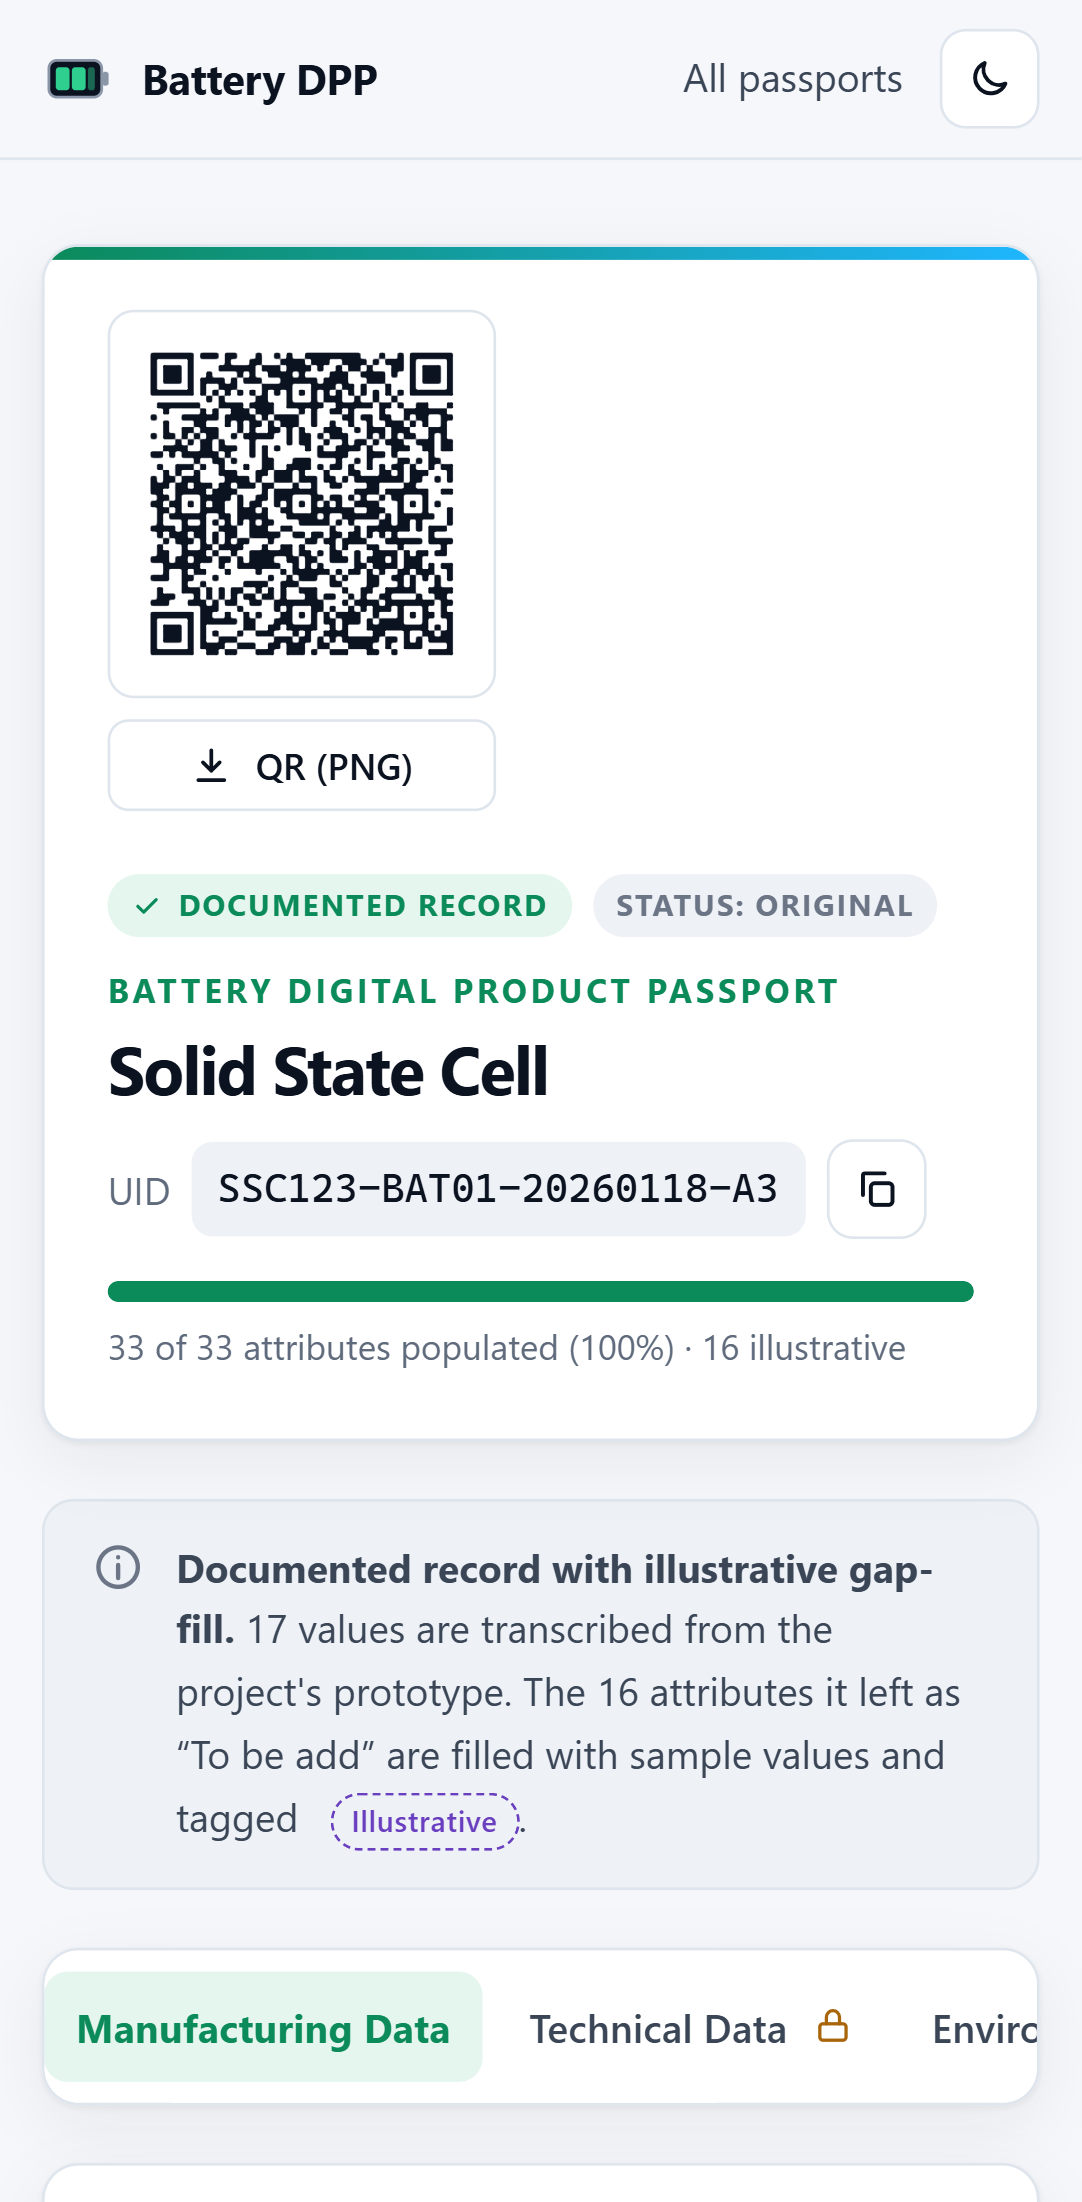 Battery DPP
All passports
QR (PNG)
DOCUMENTED RECORD
STATUS: ORIGINAL
BATTERY DIGITAL PRODUCT PASSPORT
Solid State Cell
UID SSC123-BAT01-20260118-A3
33 of 33 attributes populated (100%) · 16 illustrative
Documented record with illustrative gap-
fill. 17 values are transcribed from the
project's prototype. The 16 attributes it left as
“To be add” are filled with sample values and
tagged Illustrative.
Manufacturing Data
Technical Data
Enviro